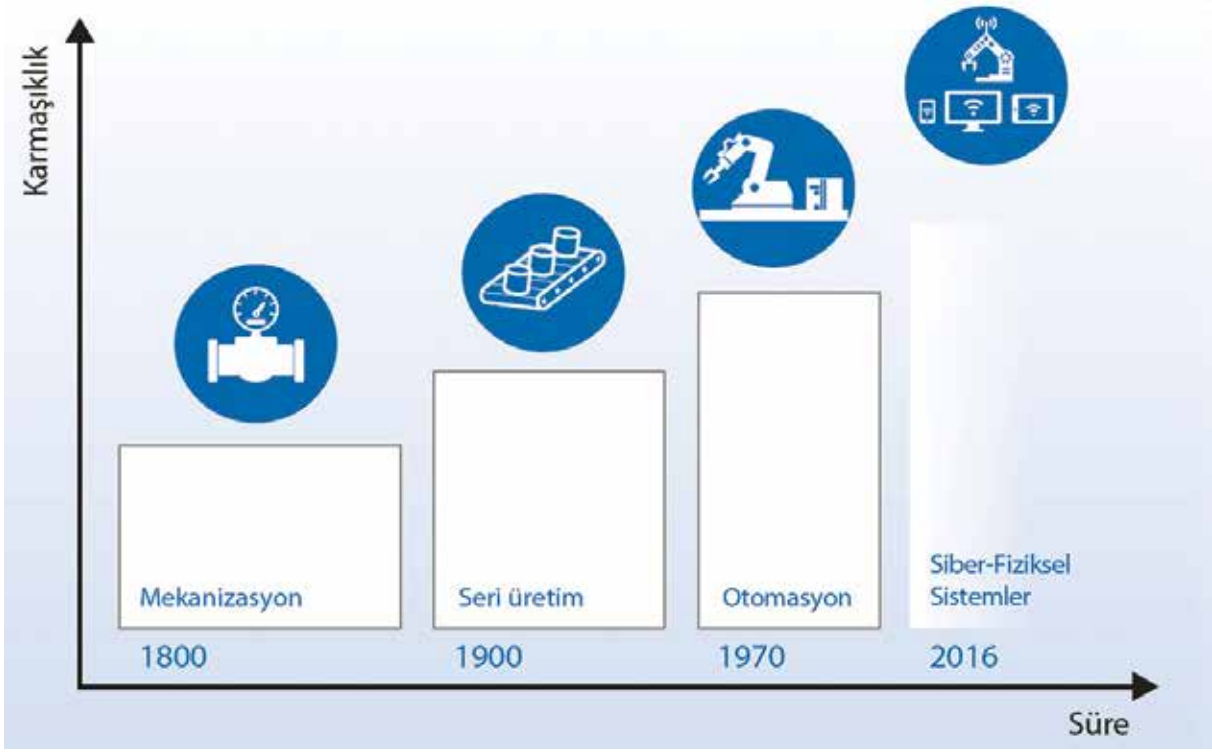 Karmaşıklık
Mekanizasyon
1800
Seri üretim
1900
Otomasyon
1970
Siber-Fiziksel
Sistemler
2016
Süre